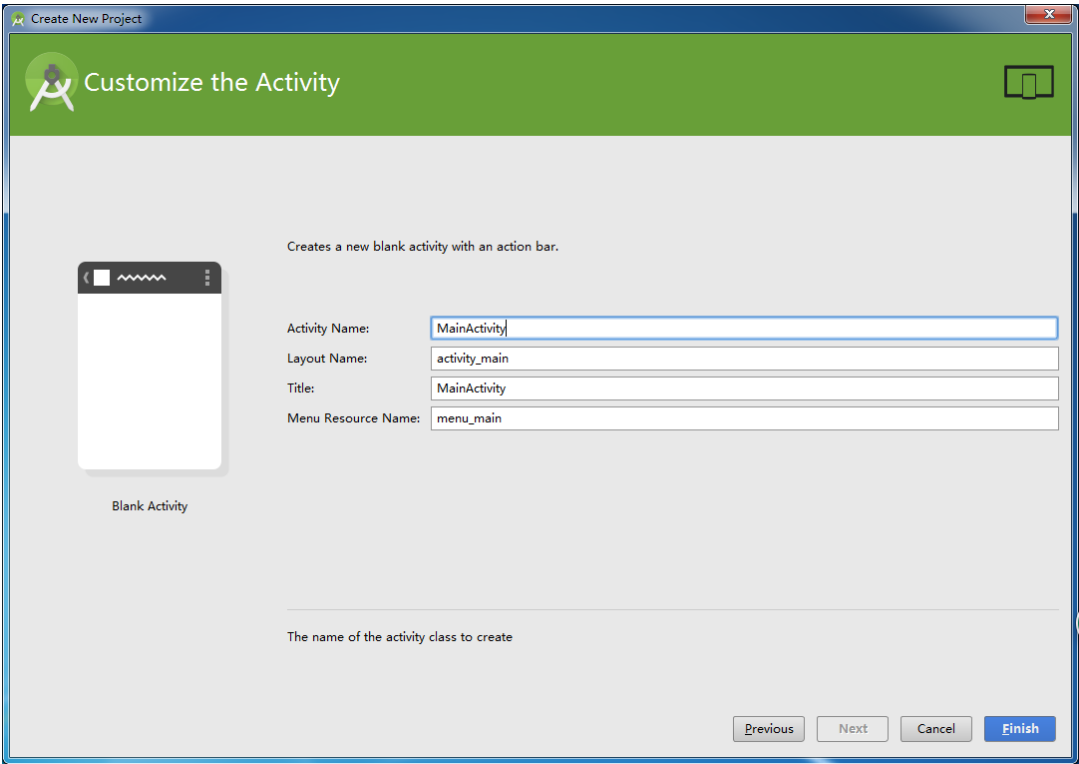 Create New Project
Customize the Activity
Creates a new blank activity with an action bar.
Activity Name: MainActivity
Layout Name: activity_main
Title: MainActivity
Menu Resource Name: menu_main
Blank Activity
The name of the activity class to create
Previous Next Cancel Finish